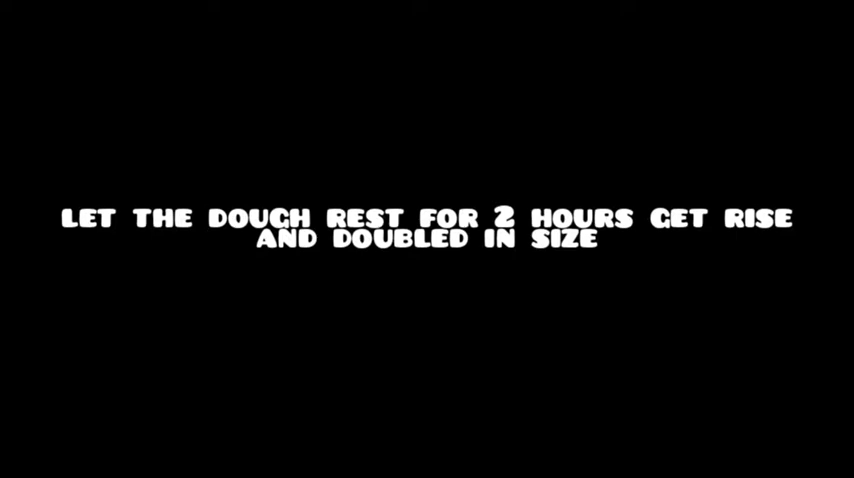 LET THE DOUGH REST FOR 2 HOURS GET RISE
AND DOUBLED IN SIZE